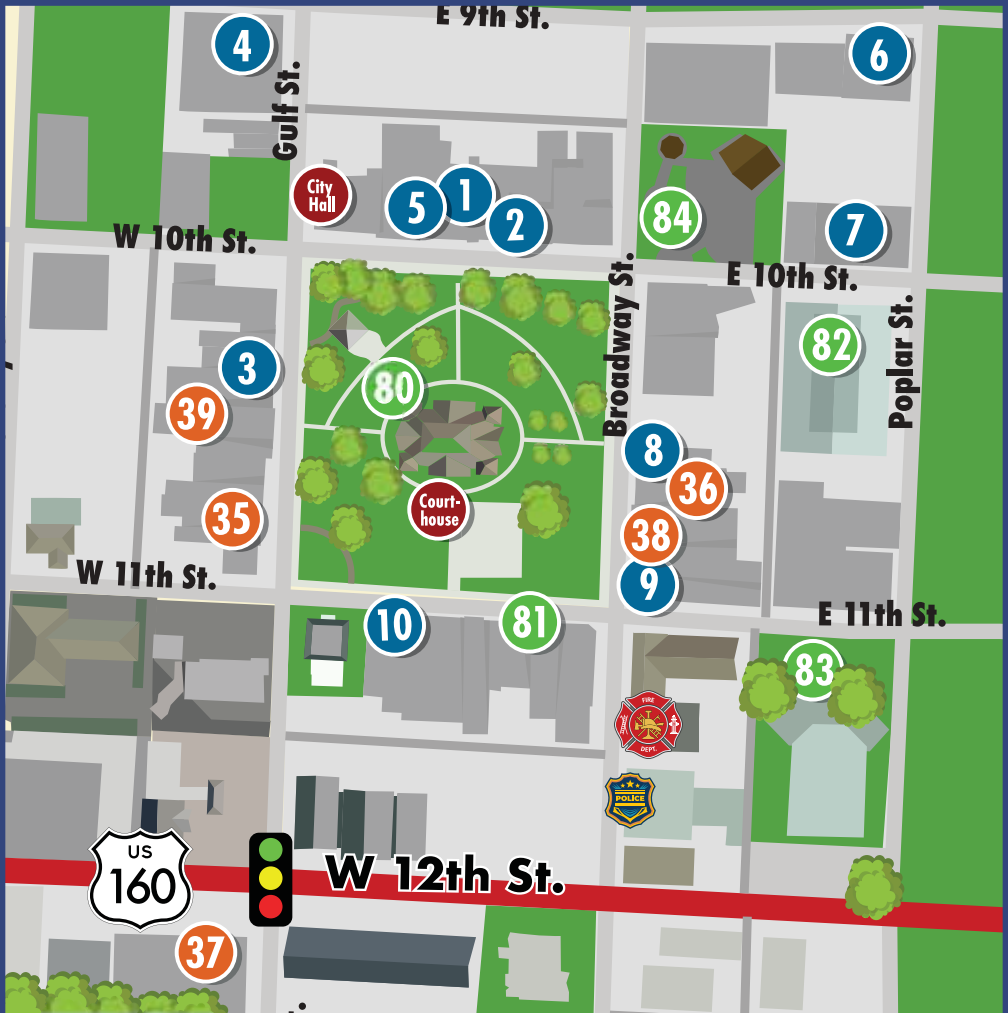 E 9th St.
4
6
Gulf St.
City
Hall
5
1
2
84
7
W 10th St.
E 10th St.
Broadway St.
Poplar St.
82
3
39
80
8
36
35
Court-
house
38
9
W 11th St.
E 11th St.
10
81
83
FIRE
DEPT.
POLICE
US
160
W 12th St.
37